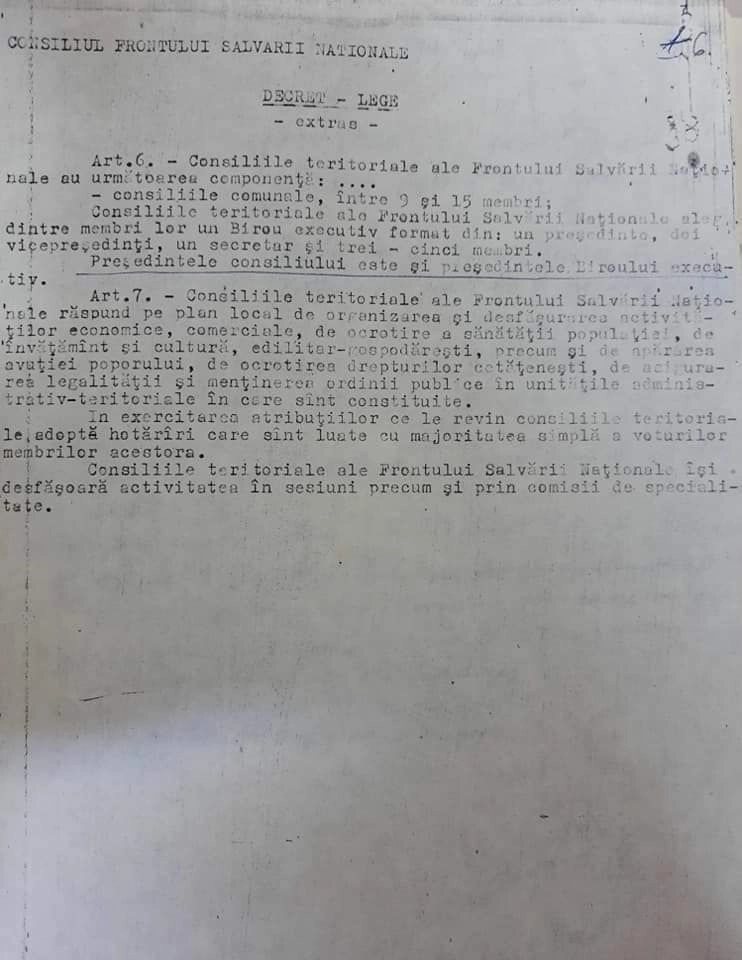 6.
CONSILIUL FRONTULUI SALVARII NATIONALE
DECRET - LEGE
- extras -
Art.6. - Consiliile teritoriale ale Frontului Salvării Națio-
nale au următoarea componență: ....
- consiliile comunale, între 9 și 15 membri;
Consiliile teritoriale ale Frontului Salvării Naționale aleg
dintre membri lor un Birou executiv format din: un președinte, doi
vicepreședinți, un secretar și trei - cinci membri.
Președintele consiliului este și președintele Biroului execu-
tiv.
Art.7. - Consiliile teritoriale ale Frontului Salvării Națio-
nale răspund pe plan local de organizarea și desfășurarea activită-
ților economice, comerciale, de ocrotire a sănătății populației, de
învățămînt și cultură, edilitar-gospodărești, precum și de apărarea
avuției poporului, de ocrotirea drepturilor cetățenești, de asigura-
rea legalității și menținerea ordinii publice în unitățile adminis-
trativ-teritoriale în care sînt constituite.
In exercitarea atribuțiilor ce le revin consiliile teritoria-
le, adoptă hotărîri care sînt luate cu majoritatea simplă a voturilor
membrilor acestora.
Consiliile teritoriale ale Frontului Salvării Naționale își
desfășoară activitatea în sesiuni precum și prin comisii de speciali-
tate.